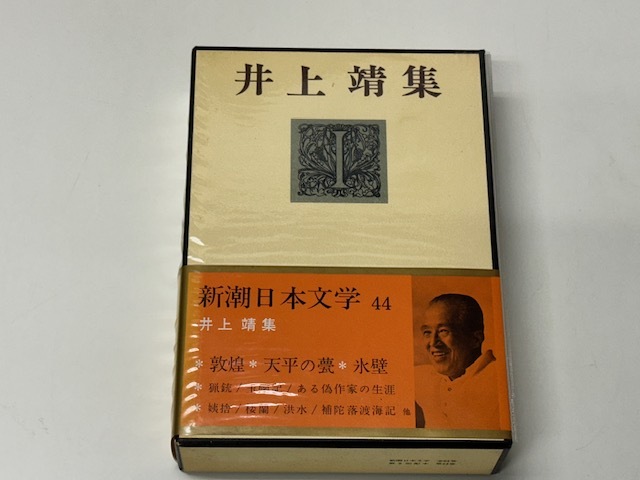 井上靖集
I
新潮日本文学 44
井上 靖集
*敦煌*天平の甍*氷壁
*猟銃/ /ある偽作家の生涯
*姨捨/楼蘭/洪水/補陀落渡海記 他